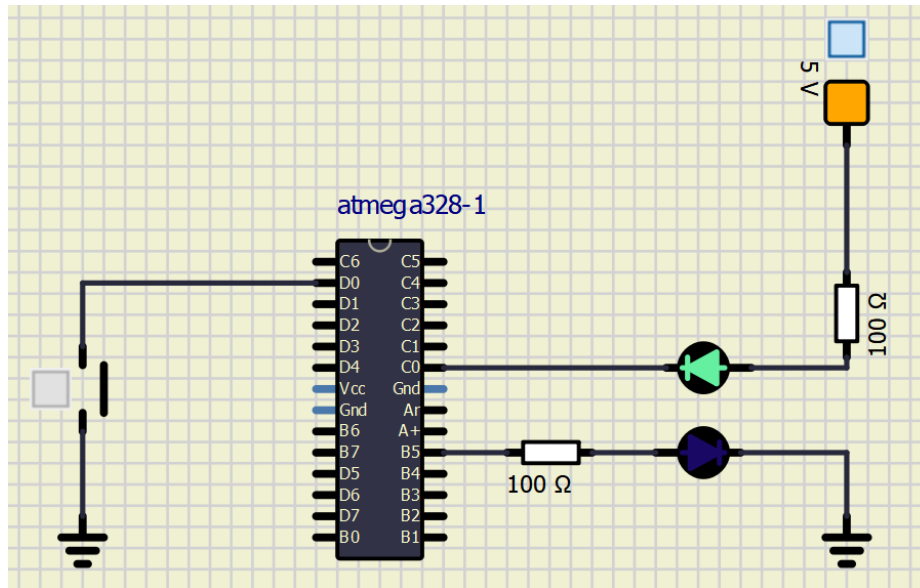 5 V
atmega328-1
C6 C5
D0 C4
D1 C3
D2 C2
D3 C1
D4 C0
Vcc Gnd
Gnd Ar
B6 A+
B7 B5
D5 B4
D6 B3
D7 B2
B0 B1
100 Ω
100 Ω